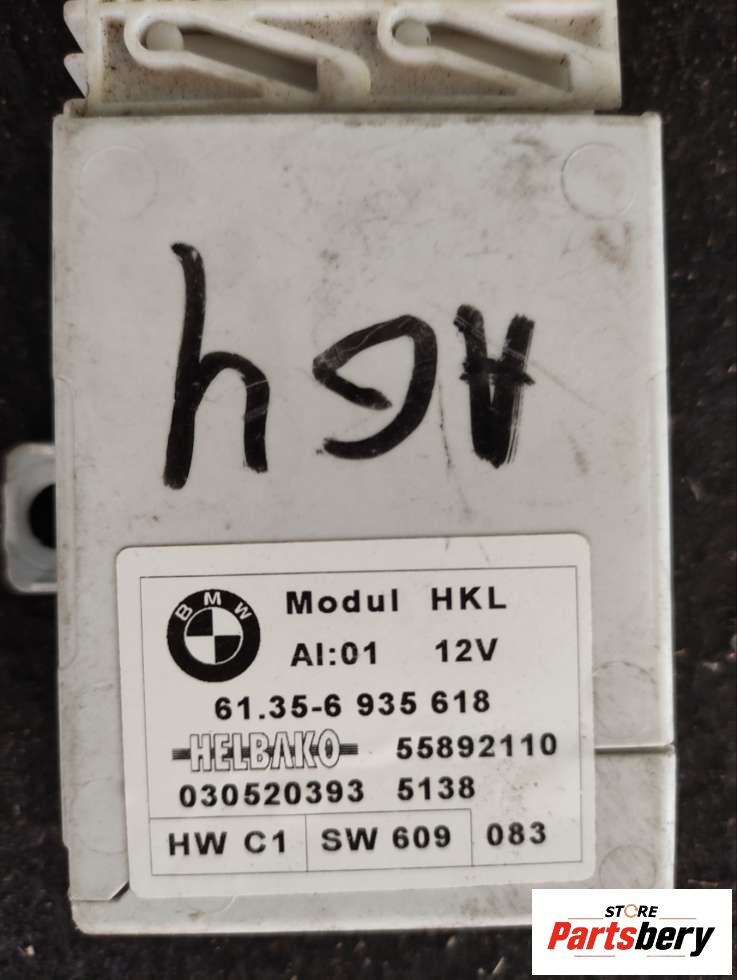 AG4
BMW
Modul HKL
AI:01 12V
61.35-6 935 618
HELBAKO 55892110
030520393 5138
HW C1 SW 609 083
STORE
Partsbery